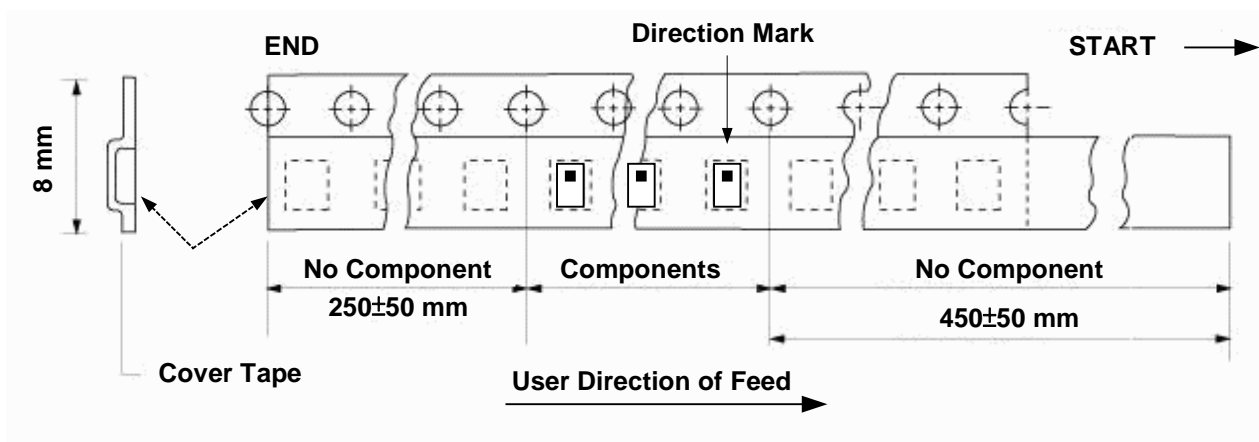 Direction Mark
END
START
8 mm
No Component
Components
No Component
250±50 mm
450±50 mm
Cover Tape
User Direction of Feed